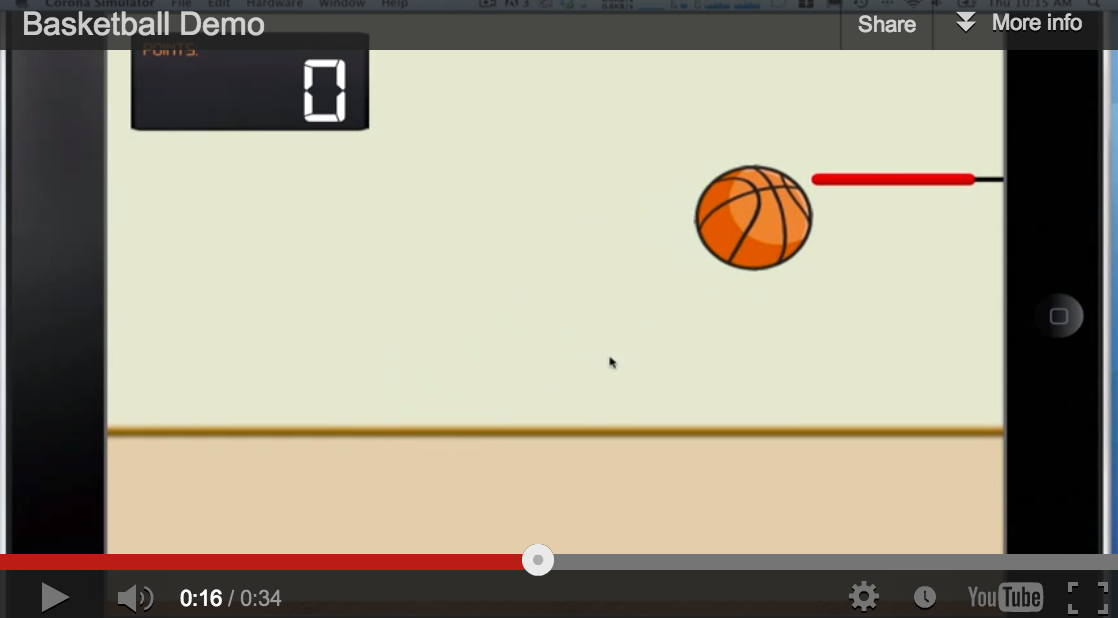 Corona Simulator File Edit Hardware Window Help Thu 10:15 AM
Basketball Demo Share More info
POINTS:
0
0:16 / 0:34 YouTube